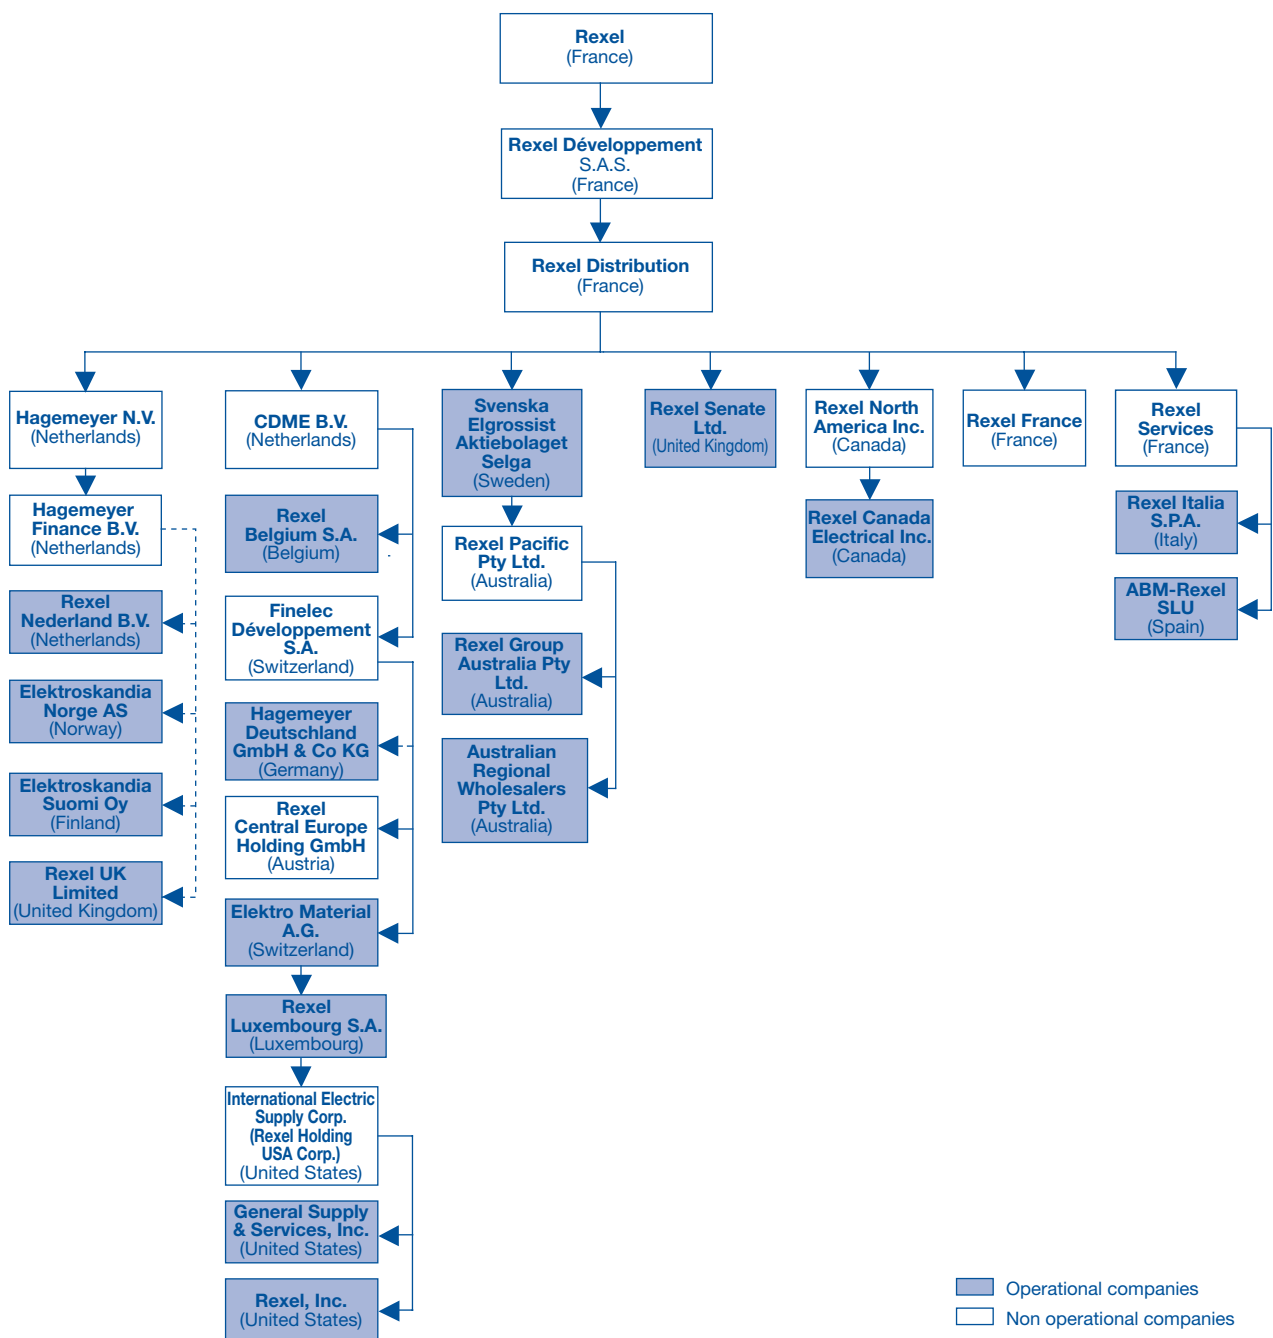 Rexel
(France)
Rexel Développement
S.A.S.
(France)
Rexel Distribution
(France)
Hagemeyer N.V.
(Netherlands)
Hagemeyer
Finance B.V.
(Netherlands)
Rexel
Nederland B.V.
(Netherlands)
Elektroskandia
Norge AS
(Norway)
Elektroskandia
Suomi Oy
(Finland)
Rexel UK
Limited
(United Kingdom)
CDME B.V.
(Netherlands)
Rexel
Belgium S.A.
(Belgium)
Finelec
Développement
S.A.
(Switzerland)
Hagemeyer
Deutschland
GmbH & Co KG
(Germany)
Rexel
Central Europe
Holding GmbH
(Austria)
Elektro Material
A.G.
(Switzerland)
Rexel
Luxembourg S.A.
(Luxembourg)
International Electric
Supply Corp.
(Rexel Holding
USA Corp.)
(United States)
General Supply
& Services, Inc.
(United States)
Rexel, Inc.
(United States)
Svenska
Elgrossist
Aktiebolaget
Selga
(Sweden)
Rexel Pacific
Pty Ltd.
(Australia)
Rexel Group
Australia Pty
Ltd.
(Australia)
Australian
Regional
Wholesalers
Pty Ltd.
(Australia)
Rexel Senate
Ltd.
(United Kingdom)
Rexel North
America Inc.
(Canada)
Rexel Canada
Electrical Inc.
(Canada)
Rexel France
(France)
Rexel
Services
(France)
Rexel Italia
S.P.A.
(Italy)
ABM-Rexel
SLU
(Spain)
Operational companies
Non operational companies